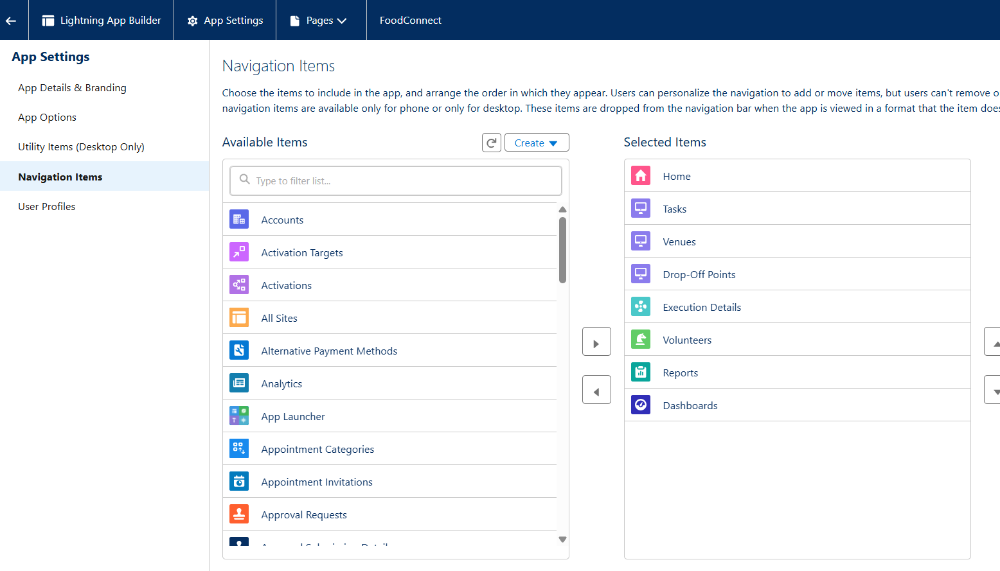 Lightning App Builder
App Settings
Pages
FoodConnect
App Settings
App Details & Branding
App Options
Utility Items (Desktop Only)
Navigation Items
User Profiles
Navigation Items
Choose the items to include in the app, and arrange the order in which they appear. Users can personalize the navigation to add or move items, but users can't remove o
navigation items are available only for phone or only for desktop. These items are dropped from the navigation bar when the app is viewed in a format that the item does
Available Items
Create
Type to filter list...
Accounts
Activation Targets
Activations
All Sites
Alternative Payment Methods
Analytics
App Launcher
Appointment Categories
Appointment Invitations
Approval Requests
Selected Items
Home
Tasks
Venues
Drop-Off Points
Execution Details
Volunteers
Reports
Dashboards